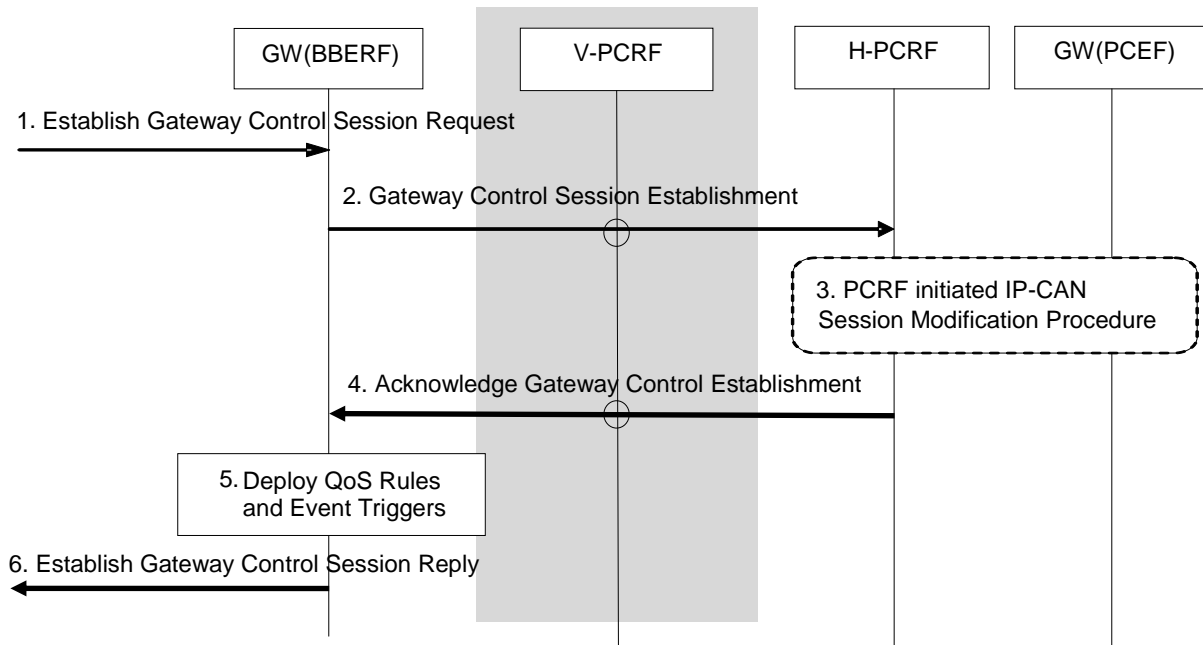 GW(BBERF)
V-PCRF
H-PCRF
GW(PCEF)
1. Establish Gateway Control Session Request
2. Gateway Control Session Establishment
3. PCRF initiated IP-CAN
Session Modification Procedure
4. Acknowledge Gateway Control Establishment
5. Deploy QoS Rules
and Event Triggers
6. Establish Gateway Control Session Reply